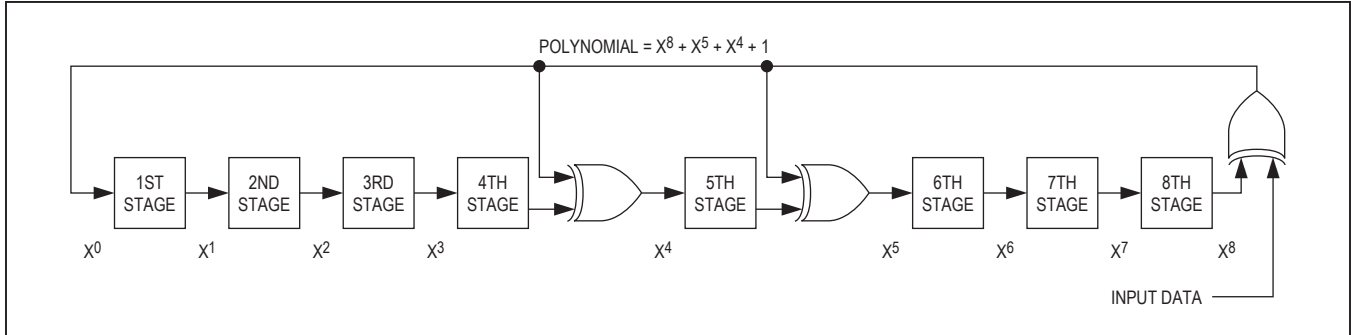 POLYNOMIAL = X⁸ + X⁵ + X⁴ + 1
1ST
STAGE
2ND
STAGE
3RD
STAGE
4TH
STAGE
5TH
STAGE
6TH
STAGE
7TH
STAGE
8TH
STAGE
X⁰
X¹
X²
X³
X⁴
X⁵
X⁶
X⁷
X⁸
INPUT DATA